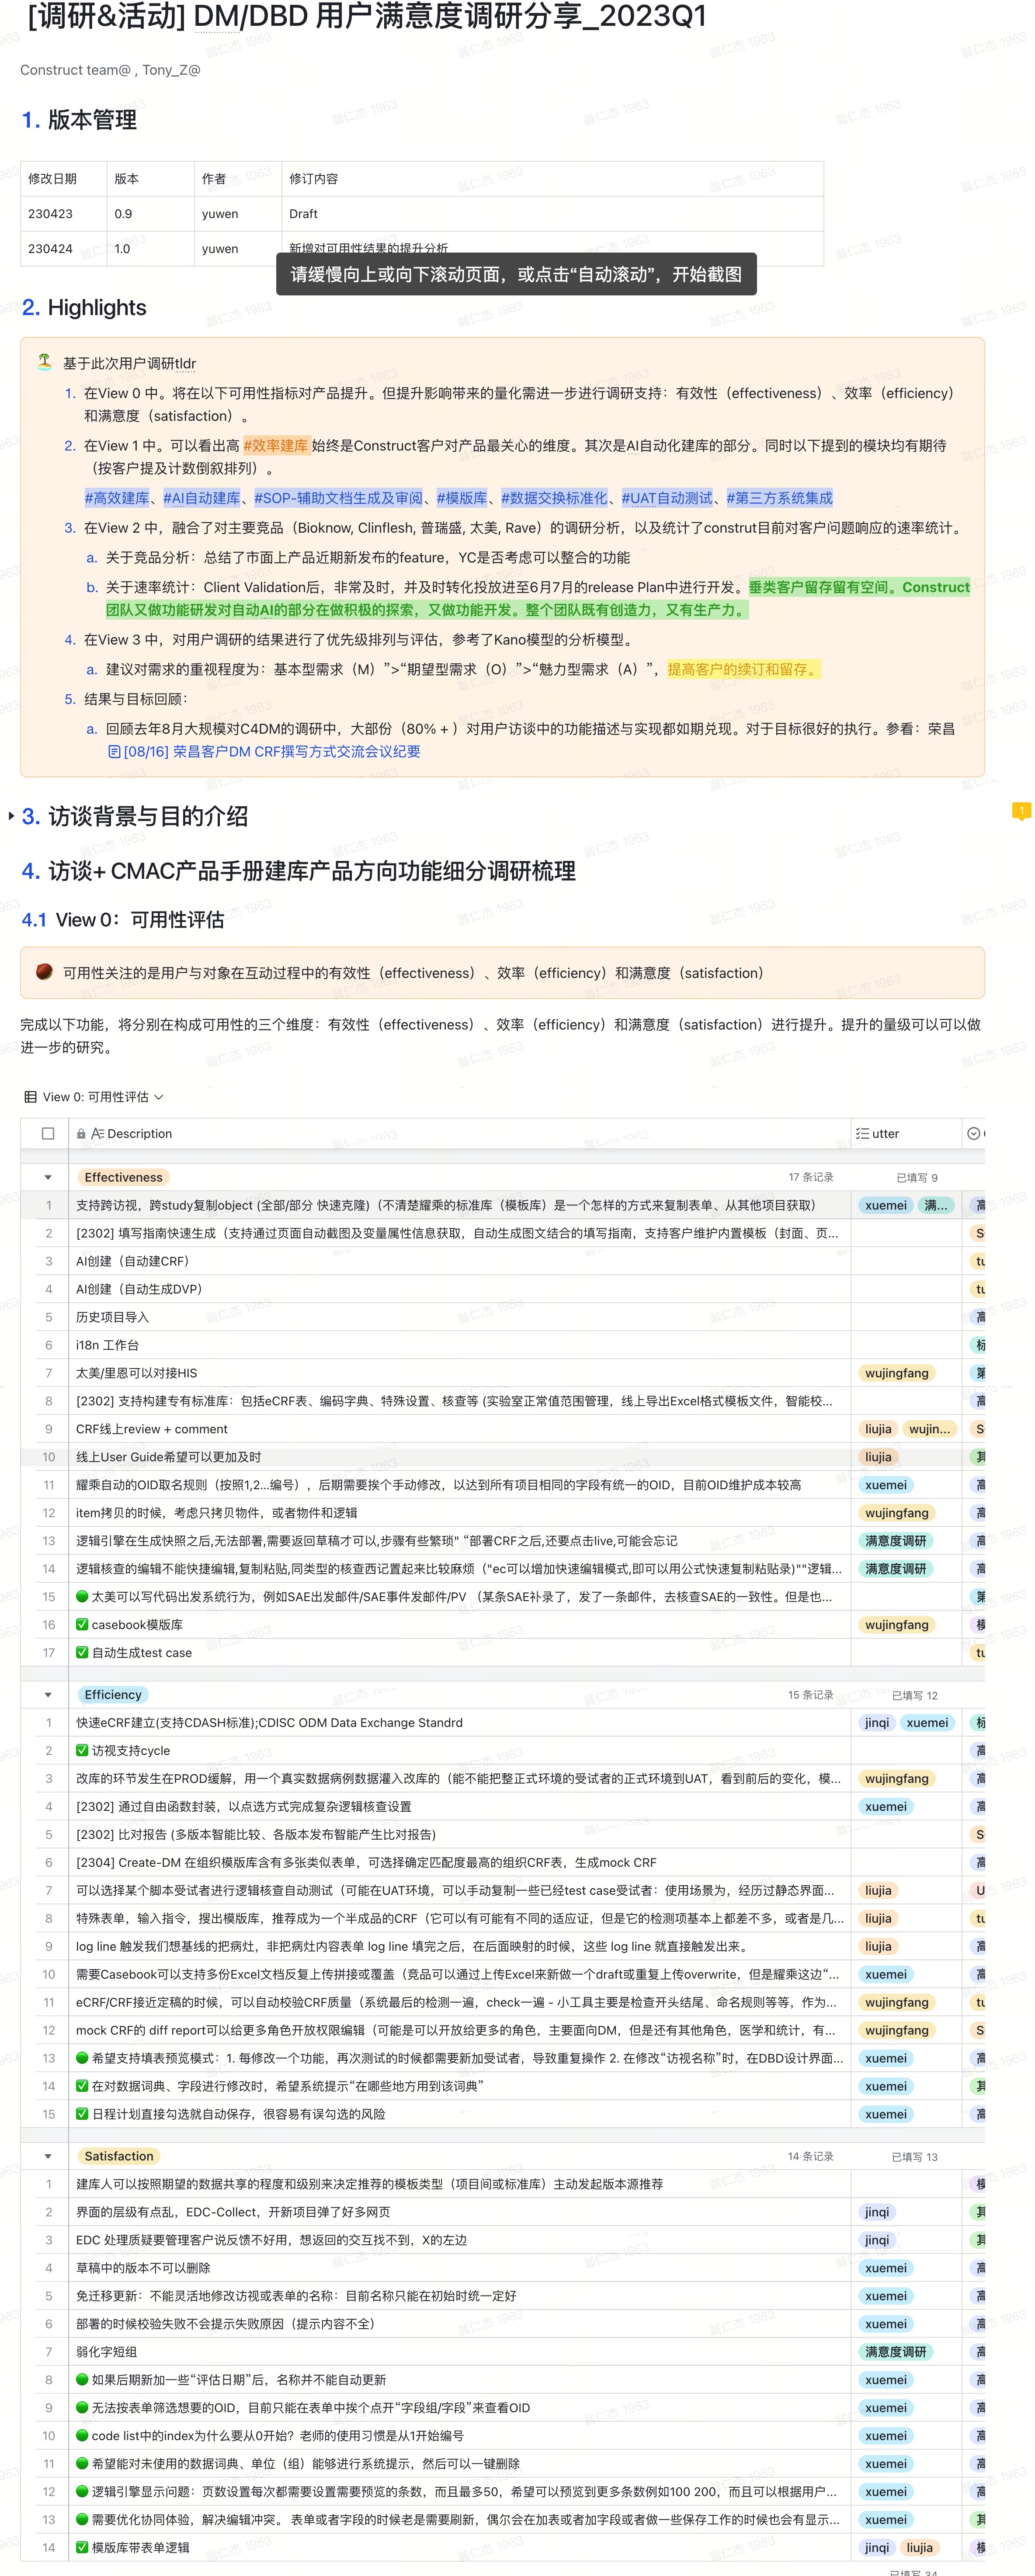 [调研&活动] DM/DBD 用户满意度调研分享_2023Q1
Construct team@ , Tony_Z@
1. 版本管理
修改日期 版本 作者 修订内容
230423 0.9 yuwen Draft
230424 1.0 yuwen 新增对可用性结果的提升分析
请缓慢向上或向下滚动页面，或点击“自动滚动”，开始截图
2. Highlights
基于此次用户调研tldr
1. 在View 0 中。将在以下可用性指标对产品提升。但提升影响带来的量化需进一步进行调研支持：有效性（effectiveness）、效率（efficiency）
和满意度（satisfaction）。
2. 在View 1 中。可以看出高 #效率建库 始终是Construct客户对产品最关心的维度。其次是AI自动化建库的部分。同时以下提到的模块均有期待
（按客户提及计数倒叙排列）。
#高效建库、#AI自动建库、#SOP-辅助文档生成及审阅、#模版库、#数据交换标准化、#UAT自动测试、#第三方系统集成
3. 在View 2 中，融合了对主要竞品（Bioknow, Clinflesh, 普瑞盛, 太美, Rave）的调研分析，以及统计了construt目前对客户问题响应的速率统计。
a. 关于竞品分析：总结了市面上产品近期新发布的feature，YC是否考虑可以整合的功能
b. 关于速率统计：Client Validation后，非常及时，并及时转化投放进至6月7月的release Plan中进行开发。垂类客户留存留有空间。Construct
团队又做功能研发对自动AI的部分在做积极的探索，又做功能开发。整个团队既有创造力，又有生产力。
4. 在View 3 中，对用户调研的结果进行了优先级排列与评估，参考了Kano模型的分析模型。
a. 建议对需求的重视程度为：基本型需求（M）”>“期望型需求（O）”>“魅力型需求（A）”，提高客户的续订和留存。
5. 结果与目标回顾：
a. 回顾去年8月大规模对C4DM的调研中，大部份（80% + ）对用户访谈中的功能描述与实现都如期兑现。对于目标很好的执行。参看：荣昌
[08/16] 荣昌客户DM CRF撰写方式交流会议纪要
3. 访谈背景与目的介绍
1
4. 访谈+ CMAC产品手册建库产品方向功能细分调研梳理
4.1 View 0：可用性评估
可用性关注的是用户与对象在互动过程中的有效性（effectiveness）、效率（efficiency）和满意度（satisfaction）
完成以下功能，将分别在构成可用性的三个维度：有效性（effectiveness）、效率（efficiency）和满意度（satisfaction）进行提升。提升的量级可以可以做
进一步的研究。
View 0: 可用性评估
Description utter
Effectiveness 17 条记录 已填写 9
1 支持跨访视，跨study复制object (全部/部分 快速克隆)（不清楚耀乘的标准库（模板库）是一个怎样的方式来复制表单、从其他项目获取） xuemei 满... 高
2 [2302] 填写指南快速生成（支持通过页面自动截图及变量属性信息获取，自动生成图文结合的填写指南，支持客户维护内置模板（封面、页... S
3 AI创建（自动建CRF） tu
4 AI创建（自动生成DVP） tu
5 历史项目导入 高
6 i18n 工作台 标
7 太美/里恩可以对接HIS wujingfang 第
8 [2302] 支持构建专有标准库：包括eCRF表、编码字典、特殊设置、核查等 (实验室正常值范围管理，线上导出Excel格式模板文件，智能校... 高
9 CRF线上review + comment liujia wujin... S
10 线上User Guide希望可以更加及时 liujia 其
11 耀乘自动的OID取名规则（按照1,2...编号），后期需要挨个手动修改，以达到所有项目相同的字段有统一的OID，目前OID维护成本较高 xuemei 高
12 item拷贝的时候，考虑只拷贝物件，或者物件和逻辑 wujingfang 高
13 逻辑引擎在生成快照之后,无法部署,需要返回草稿才可以,步骤有些繁琐" “部署CRF之后,还要点击live,可能会忘记 满意度调研 高
14 逻辑核查的编辑不能快捷编辑,复制粘贴,同类型的核查西记置起来比较麻烦（"ec可以增加快速编辑模式,即可以用公式快速复制粘贴录)""逻辑... 满意度调研 高
15 太美可以写代码出发系统行为，例如SAE出发邮件/SAE事件发邮件/PV （某条SAE补录了，发了一条邮件，去核查SAE的一致性。但是也... 第
16 casebook模版库 wujingfang 模
17 自动生成test case tu
Efficiency 15 条记录 已填写 12
1 快速eCRF建立(支持CDASH标准);CDISC ODM Data Exchange Standrd jinqi xuemei 标
2 访视支持cycle 高
3 改库的环节发生在PROD缓解，用一个真实数据病例数据灌入改库的（能不能把整正式环境的受试者的正式环境到UAT，看到前后的变化，模... wujingfang 高
4 [2302] 通过自由函数封装，以点选方式完成复杂逻辑核查设置 xuemei 高
5 [2302] 比对报告 (多版本智能比较、各版本发布智能产生比对报告) S
6 [2304] Create-DM 在组织模版库含有多张类似表单，可选择确定匹配度最高的组织CRF表，生成mock CRF 高
7 可以选择某个脚本受试者进行逻辑核查自动测试（可能在UAT环境，可以手动复制一些已经test case受试者：使用场景为，经历过静态界面... liujia U
8 特殊表单，输入指令，搜出模版库，推荐成为一个半成品的CRF（它可以有可能有不同的适应证，但是它的检测项基本上都差不多，或者是几... liujia tu
9 log line 触发我们想基线的把病灶，非把病灶内容表单 log line 填完之后，在后面映射的时候，这些 log line 就直接触发出来。 liujia 高
10 需要Casebook可以支持多份Excel文档反复上传拼接或覆盖（竞品可以通过上传Excel来新做一个draft或重复上传overwrite，但是耀乘这边“... xuemei 高
11 eCRF/CRF接近定稿的时候，可以自动校验CRF质量（系统最后的检测一遍，check一遍 - 小工具主要是检查开头结尾、命名规则等等，作为... wujingfang tu
12 mock CRF的 diff report可以给更多角色开放权限编辑（可能是可以开放给更多的角色，主要面向DM，但是还有其他角色，医学和统计，有... wujingfang S
13 希望支持填表预览模式：1. 每修改一个功能，再次测试的时候都需要新加受试者，导致重复操作 2. 在修改“访视名称”时，在DBD设计界面... xuemei 高
14 在对数据词典、字段进行修改时，希望系统提示“在哪些地方用到该词典” xuemei 其
15 日程计划直接勾选就自动保存，很容易有误勾选的风险 xuemei 高
Satisfaction 14 条记录 已填写 13
1 建库人可以按照期望的数据共享的程度和级别来决定推荐的模板类型（项目间或标准库）主动发起版本源推荐 模
2 界面的层级有点乱，EDC-Collect，开新项目弹了好多网页 jinqi 其
3 EDC 处理质疑要管理客户说反馈不好用，想返回的交互找不到，X的左边 jinqi 其
4 草稿中的版本不可以删除 xuemei 高
5 免迁移更新：不能灵活地修改访视或表单的名称：目前名称只能在初始时统一定好 xuemei 高
6 部署的时候校验失败不会提示失败原因（提示内容不全） xuemei 高
7 弱化字短组 满意度调研 高
8 如果后期新加一些“评估日期”后，名称并不能自动更新 xuemei 高
9 无法按表单筛选想要的OID，目前只能在表单中挨个点开“字段组/字段”来查看OID xuemei 高
10 code list中的index为什么要从0开始？老师的使用习惯是从1开始编号 xuemei 高
11 希望能对未使用的数据词典、单位（组）能够进行系统提示，然后可以一键删除 xuemei 高
12 逻辑引擎显示问题：页数设置每次都需要设置需要预览的条数，而且最多50，希望可以预览到更多条数例如100 200，而且可以根据用户... xuemei 高
13 需要优化协同体验，解决编辑冲突。 表单或者字段的时候老是需要刷新，偶尔会在加表或者加字段或者做一些保存工作的时候也会有显示... xuemei 其
14 模版库带表单逻辑 jinqi liujia 模
已填写 34
翁仁杰 1963